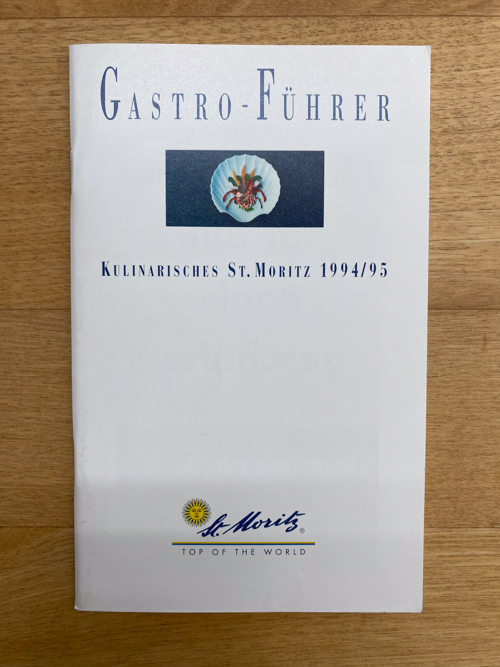 GASTRO-FÜHRER
KULINARISCHES ST. MORITZ 1994/95
St. Moritz®
TOP OF THE WORLD